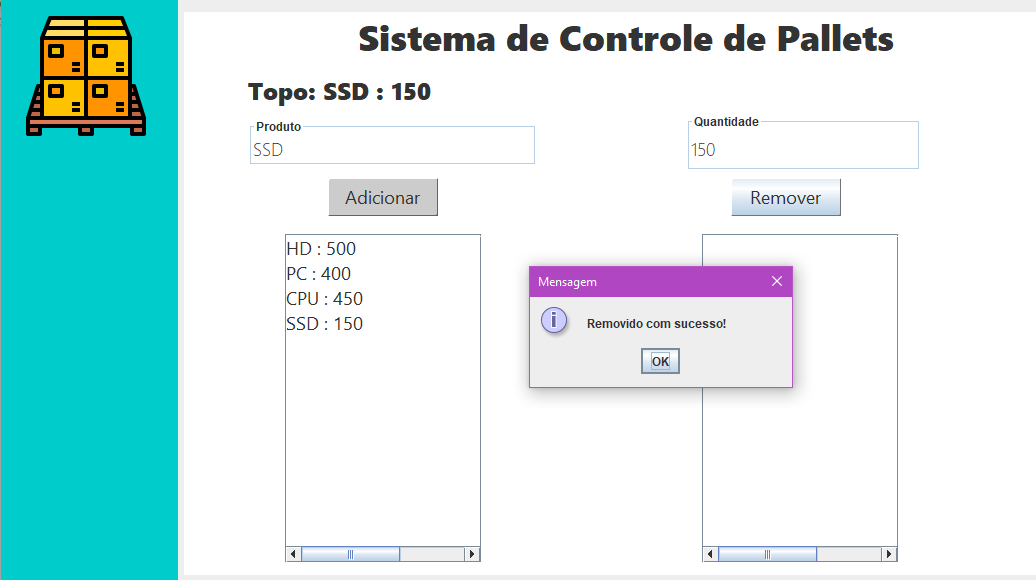 Sistema de Controle de Pallets
Topo: SSD : 150
Produto
SSD
Quantidade
150
Adicionar
Remover
HD : 500
PC : 400
CPU : 450
SSD : 150
Mensagem
Removido com sucesso!
OK